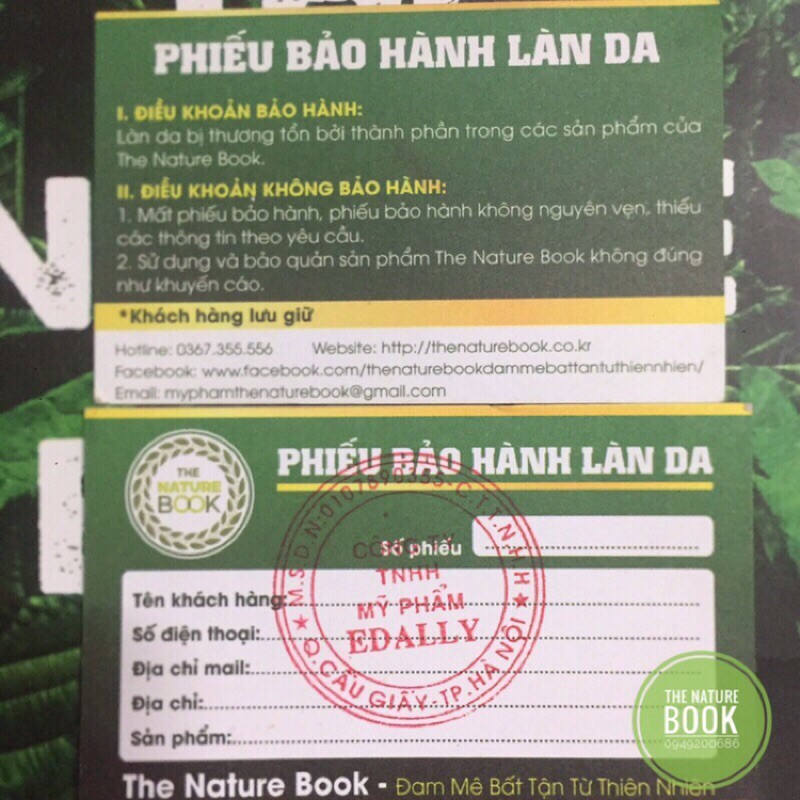 PHIẾU BẢO HÀNH LÀN DA
I. ĐIỀU KHOẢN BẢO HÀNH:
Làn da bị thương tổn bởi thành phần trong các sản phẩm của
The Nature Book.
II. ĐIỀU KHOẢN KHÔNG BẢO HÀNH:
1. Mất phiếu bảo hành, phiếu bảo hành không nguyên vẹn, thiếu
các thông tin theo yêu cầu.
2. Sử dụng và bảo quản sản phẩm The Nature Book không đúng
như khuyến cáo.
*Khách hàng lưu giữ
Hotline: 0367.355.556 Website: http://thenaturebook.co.kr
Facebook: www.facebook.com/thenaturebookdammebattantuthiennhien/
Email: myphamthenaturebook@gmail.com
THE
NATURE
BOOK
PHIẾU BẢO HÀNH LÀN DA
Số phiếu
Tên khách hàng:
Số điện thoại:
Địa chỉ mail:
Địa chỉ:
Sản phẩm:
M.S.D.N:0107690355-C.T.T.N.H.H
CÔNG TY
TNHH
MỸ PHẨM
EDALLY
Q.CẦU GIẤY-TP.HÀ NỘI
THE NATURE
BOOK
0949200686
The Nature Book - Đam Mê Bất Tận Từ Thiên Nhiên